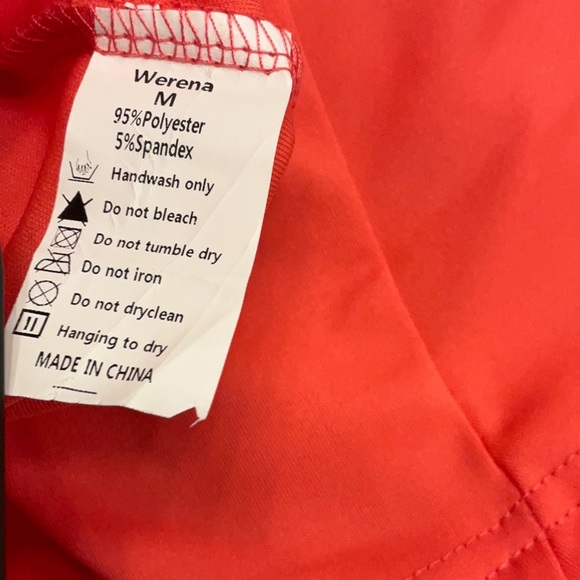 Werena
M
95%Polyester
5%Spandex
Handwash only
Do not bleach
Do not tumble dry
Do not iron
Do not dryclean
Hanging to dry
MADE IN CHINA